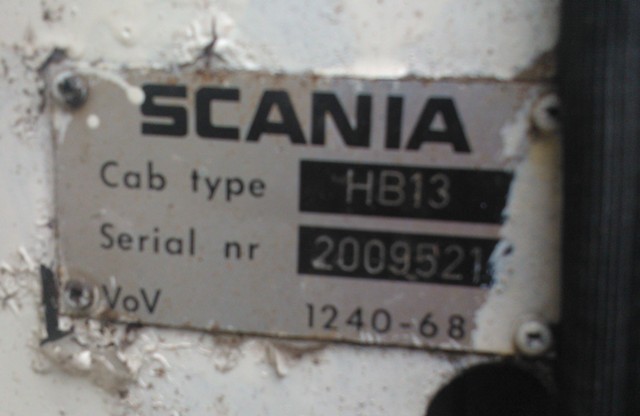 SCANIA
Cab type HB13
Serial nr 2009521
VoV 1240-68